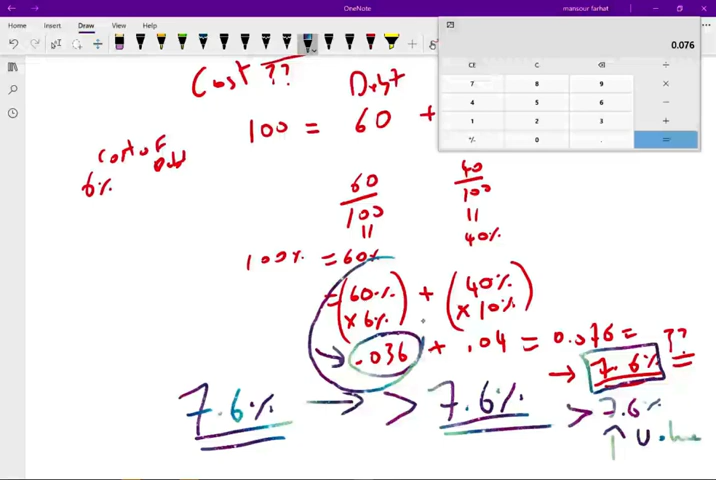 OneNote
mansour farhat
Home Insert Draw View
0.076
CE C ÷
7 8 9 ×
4 5 6 −
1 2 3 +
0 . =
Cost ??
Debt
100 = 60 +
Cost of Debt
6%
60/100
40/100
=
=
40%
100% = 60%
= (60% × 6%) + (40% × 10%)
.036 + .04 = 0.076 = ??
→ 7.6% =
7.6% → > 7.6% > 7.6%
↑